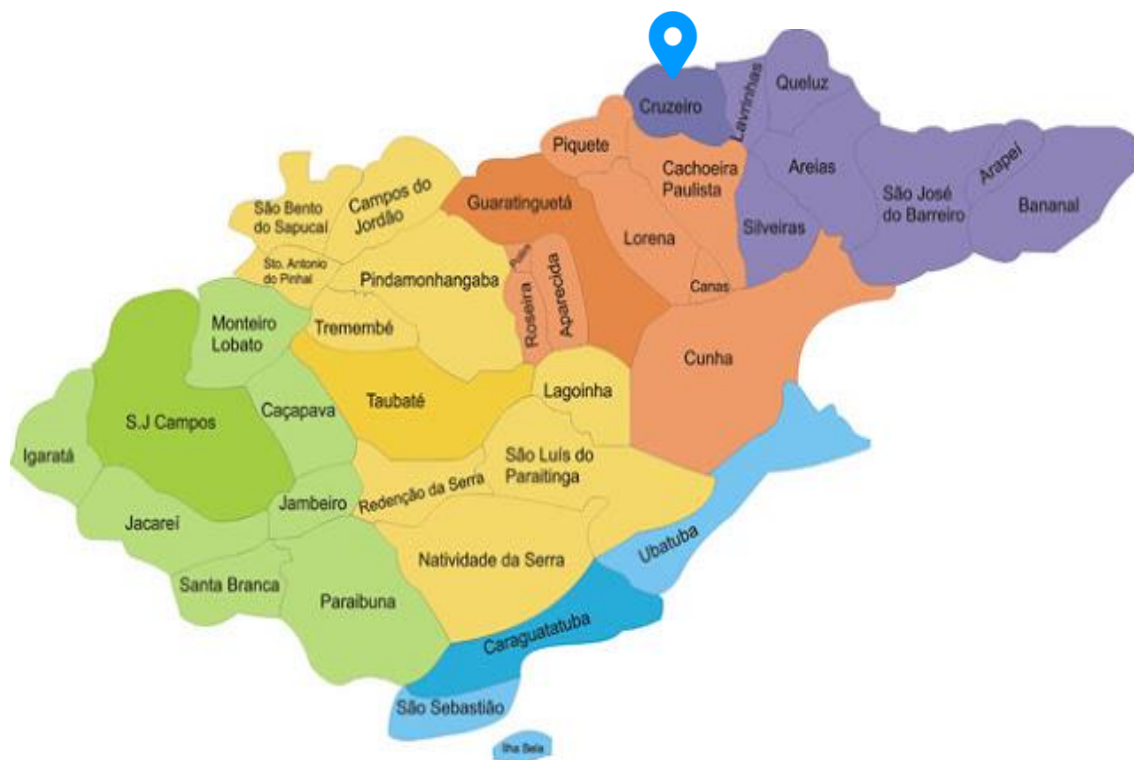 Cruzeiro
Lavrinhas
Queluz
Piquete
Cachoeira
Paulista
Areias
Arapeí
São José
do Barreiro
Bananal
Campos do
Jordão
São Bento
do Sapucaí
Guaratinguetá
Lorena
Silveiras
Sto. Antonio
do Pinhal
Pindamonhangaba
Potim
Roseira
Aparecida
Canas
Monteiro
Lobato
Tremembé
Cunha
Taubaté
Lagoinha
Caçapava
S.J Campos
Igaratá
São Luís do
Paraitinga
Redenção da Serra
Jambeiro
Jacareí
Ubatuba
Natividade da Serra
Santa Branca
Paraibuna
Caraguatatuba
São Sebastião
Ilha Bela